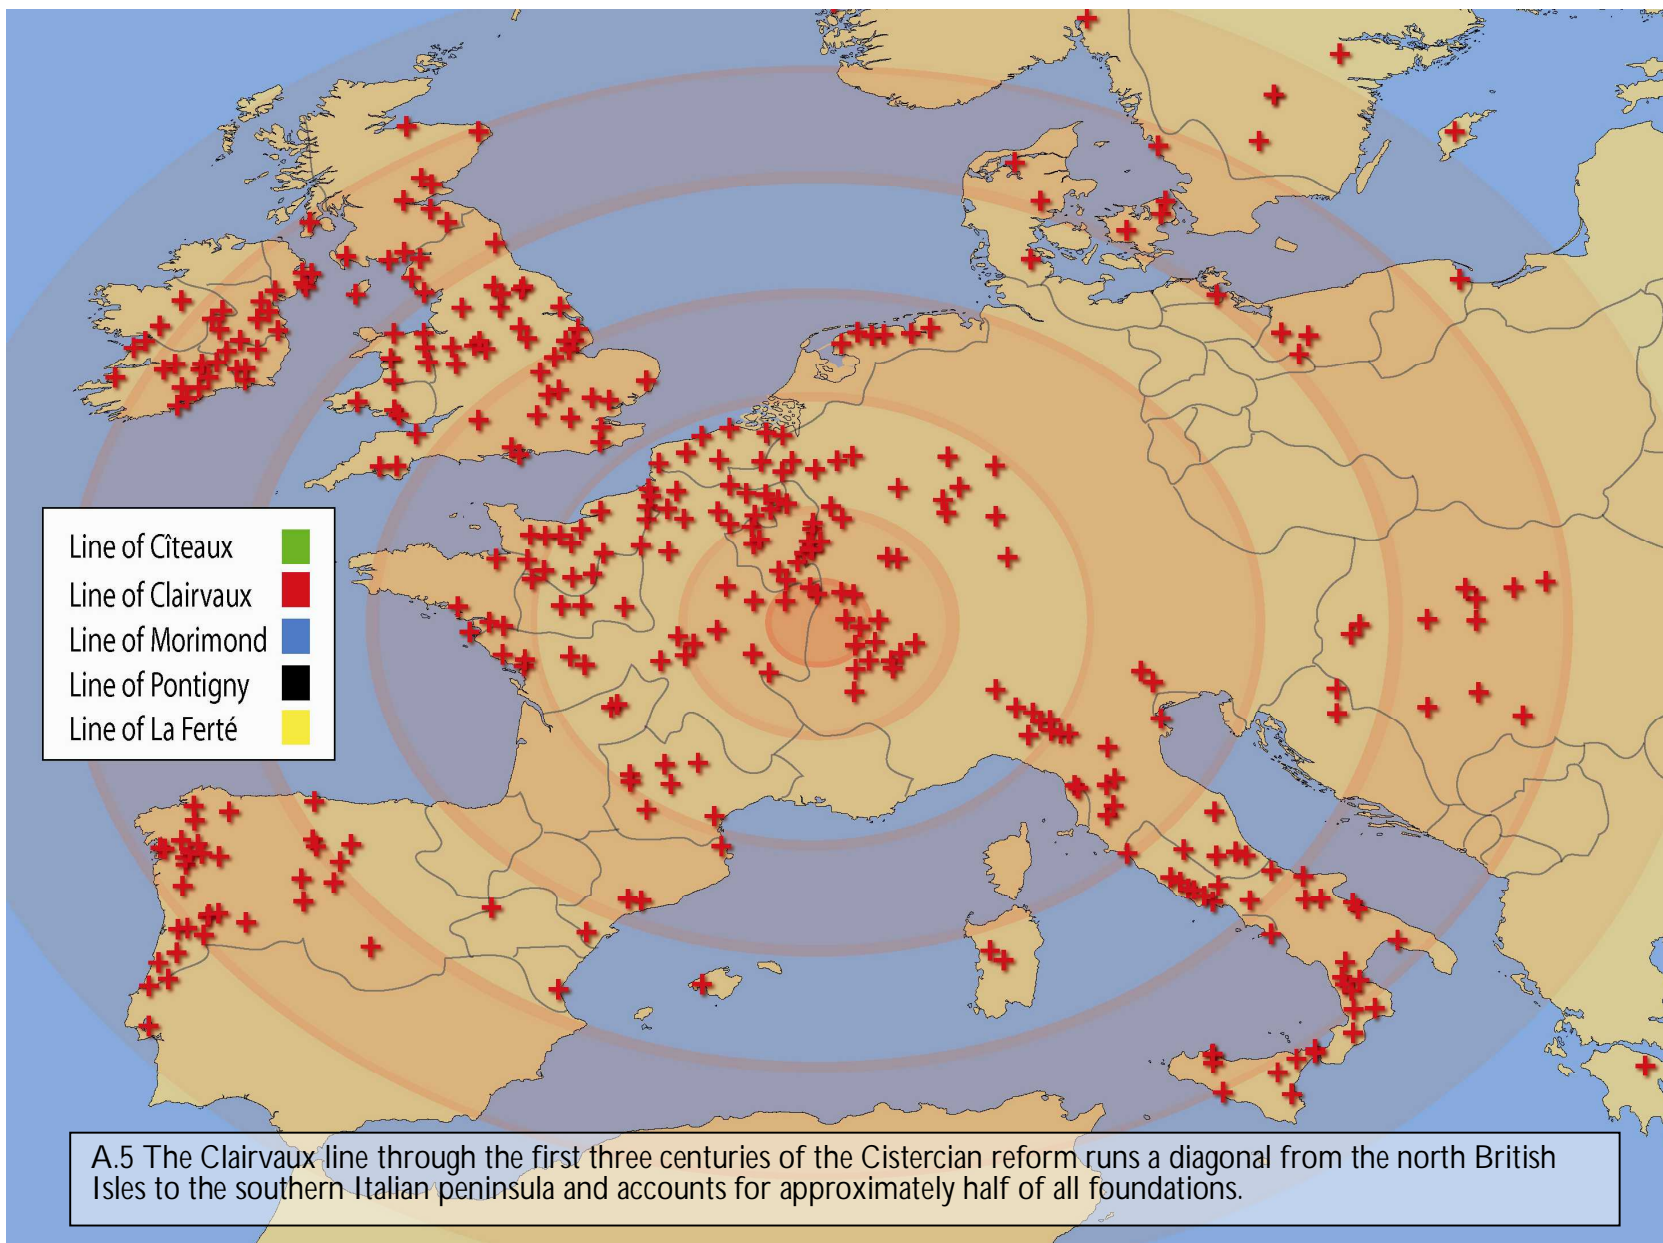 Line of Cîteaux
Line of Clairvaux
Line of Morimond
Line of Pontigny
Line of La Ferté
A.5 The Clairvaux line through the first three centuries of the Cistercian reform runs a diagonal from the north British
Isles to the southern Italian peninsula and accounts for approximately half of all foundations.